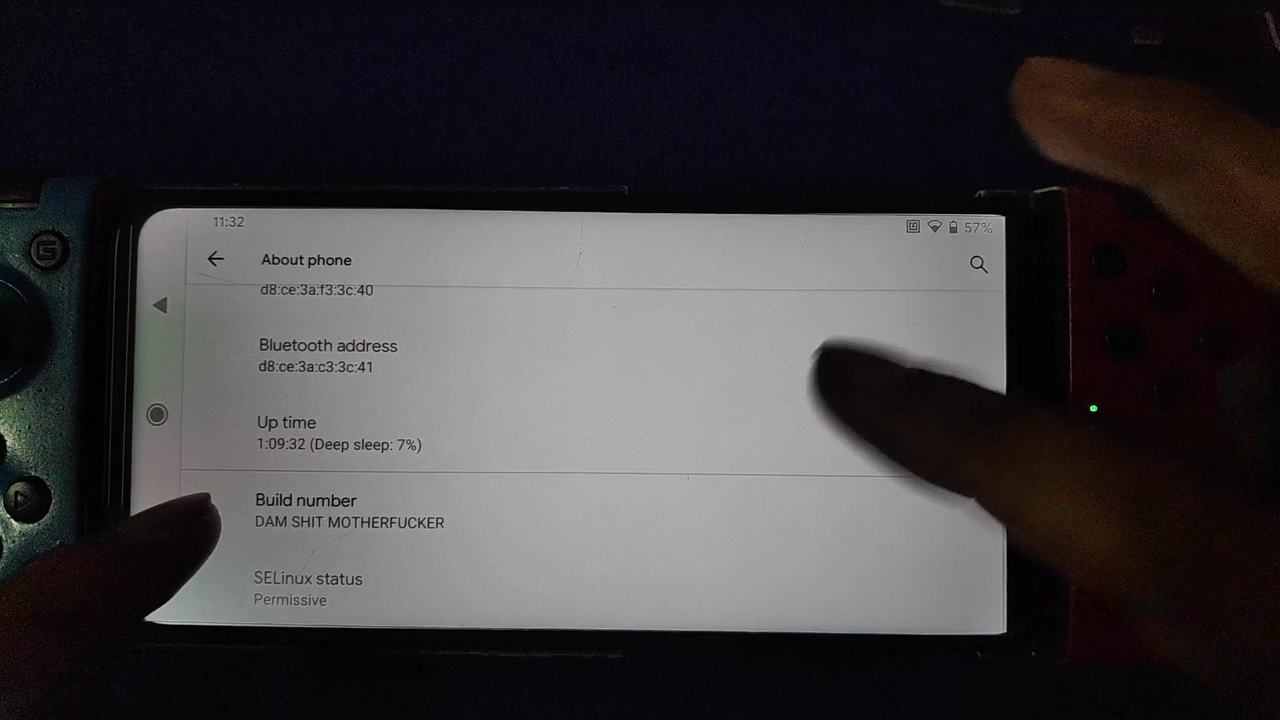 11:32
57%
About phone
d8:ce:3a:f3:3c:40
Bluetooth address
d8:ce:3a:c3:3c:41
Up time
1:09:32 (Deep sleep: 7%)
Build number
DAM SHIT MOTHERFUCKER
SELinux status
Permissive